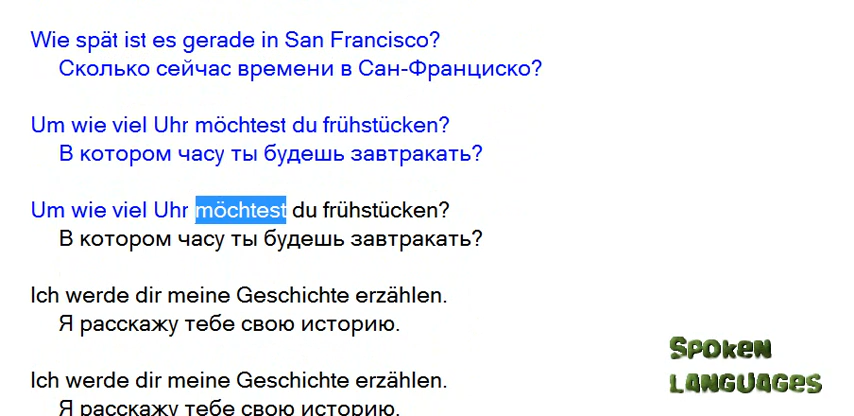 Wie spät ist es gerade in San Francisco?
Сколько сейчас времени в Сан-Франциско?
Um wie viel Uhr möchtest du frühstücken?
В котором часу ты будешь завтракать?
Um wie viel Uhr möchtest du frühstücken?
В котором часу ты будешь завтракать?
Ich werde dir meine Geschichte erzählen.
Я расскажу тебе свою историю.
Ich werde dir meine Geschichte erzählen.
Я расскажу тебе свою историю.
Spoken
Languages